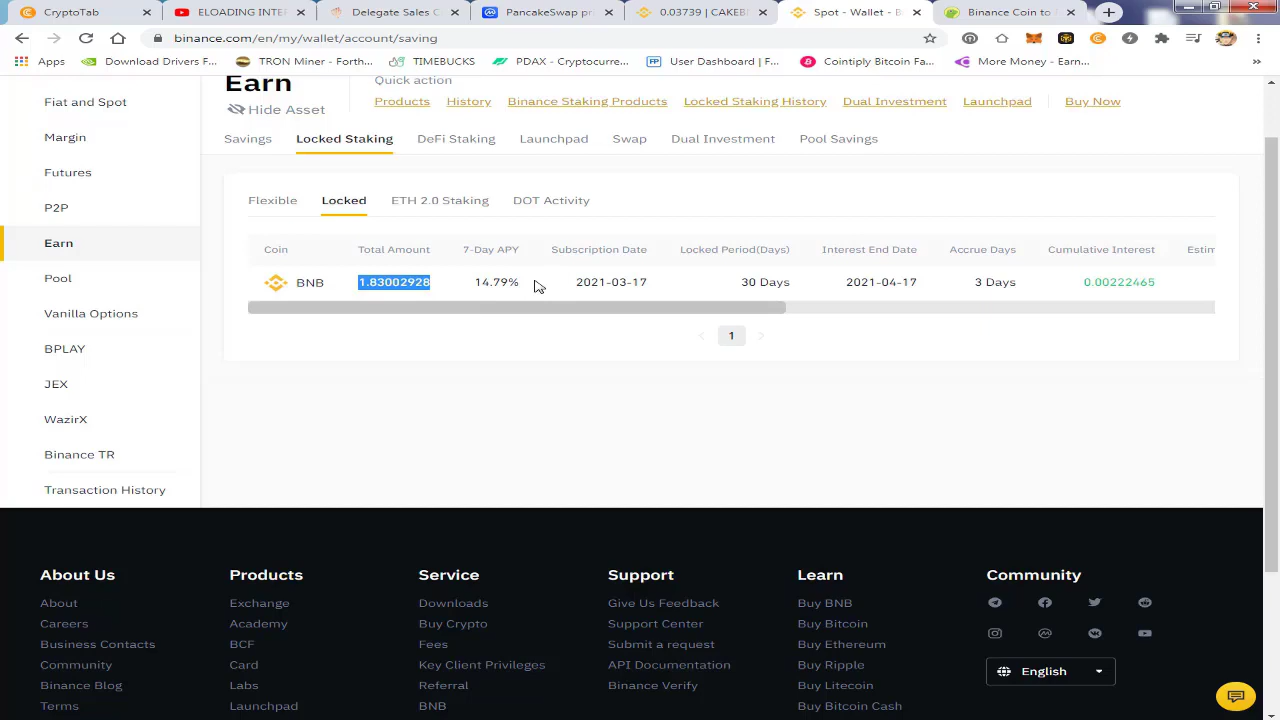 CryptoTab
ELOADING INTER
Delegate Sales C
PancakeSwap pr
0.03739 | CAKEB
Spot - Wallet - B
Binance Coin to
binance.com/en/my/wallet/account/saving
Apps
Download Drives F...
TRON Miner - Forth...
TIMEBUCKS
PDAX - Cryptocurre...
User Dashboard | F...
Cointiply Bitcoin Fa...
More Money - Earn...
Earn
Quick action
Hide Asset
Products
History
Binance Staking Products
Locked Staking History
Dual Investment
Launchpad
Buy Now
Savings
Locked Staking
DeFi Staking
Launchpad
Swap
Dual Investment
Pool Savings
Fiat and Spot
Margin
Futures
P2P
Earn
Pool
Vanilla Options
BPLAY
JEX
WazirX
Binance TR
Transaction History
Flexible
Locked
ETH 2.0 Staking
DOT Activity
Coin Total Amount 7-Day APY Subscription Date Locked Period(Days) Interest End Date Accrue Days Cumulative Interest Estim
BNB 1.83002928 14.79% 2021-03-17 30 Days 2021-04-17 3 Days 0.00222465
1
About Us
About
Careers
Business Contacts
Community
Binance Blog
Terms
Products
Exchange
Academy
BCF
Card
Labs
Launchpad
Service
Downloads
Buy Crypto
Fees
Key Client Privileges
Referral
BNB
Support
Give Us Feedback
Support Center
Submit a request
API Documentation
Binance Verify
Learn
Buy BNB
Buy Bitcoin
Buy Ethereum
Buy Ripple
Buy Litecoin
Buy Bitcoin Cash
Community
English